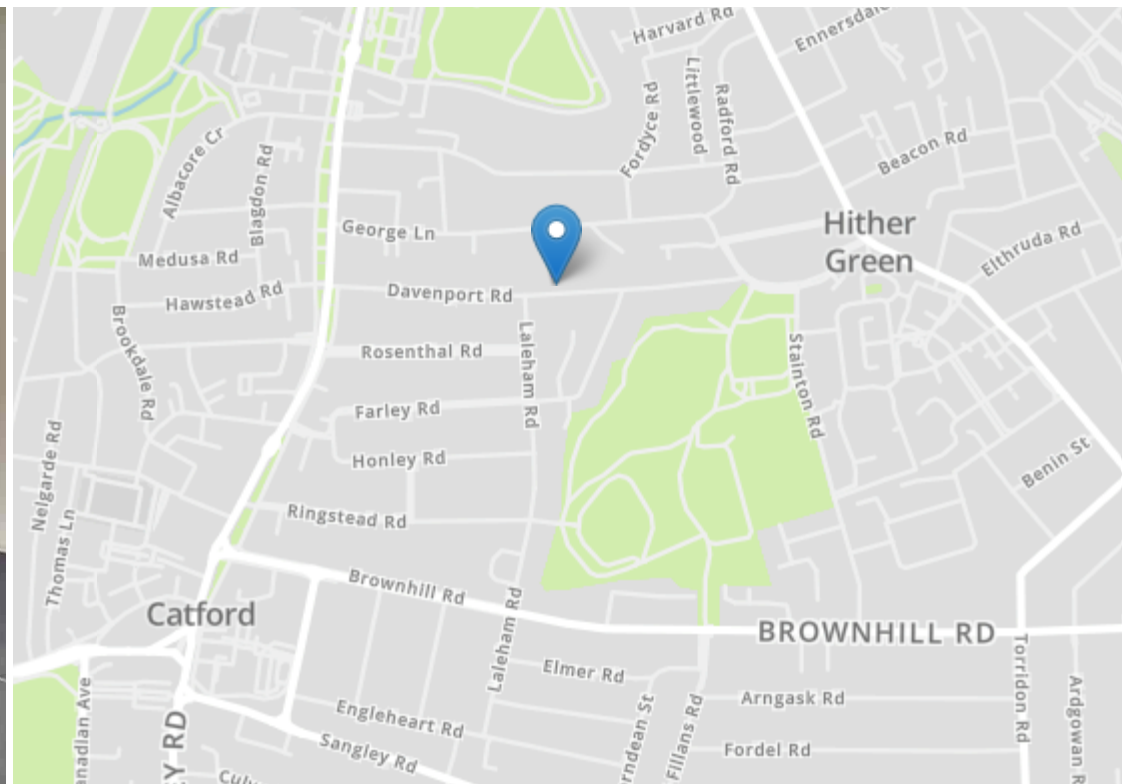 Harvard Rd
Ennersdale
Littlewood
Fordyce Rd
Radford Rd
Albacore Cr
Blagdon Rd
Beacon Rd
George Ln
Hither
Green
Elthruda Rd
Medusa Rd
Hawstead Rd
Davenport Rd
Brookdale Rd
Laleham Rd
Rosenthal Rd
Stainton Rd
Farley Rd
Honley Rd
Nelgarde Rd
Benin St
Thomas Ln
Ringstead Rd
Brownhill Rd
Catford
Laleham Rd
BROWNHILL RD
Elmer Rd
Torridon Rd
Arngask Rd
Engleheart Rd
Sangley Rd
Fillans Rd
Fordel Rd
RD